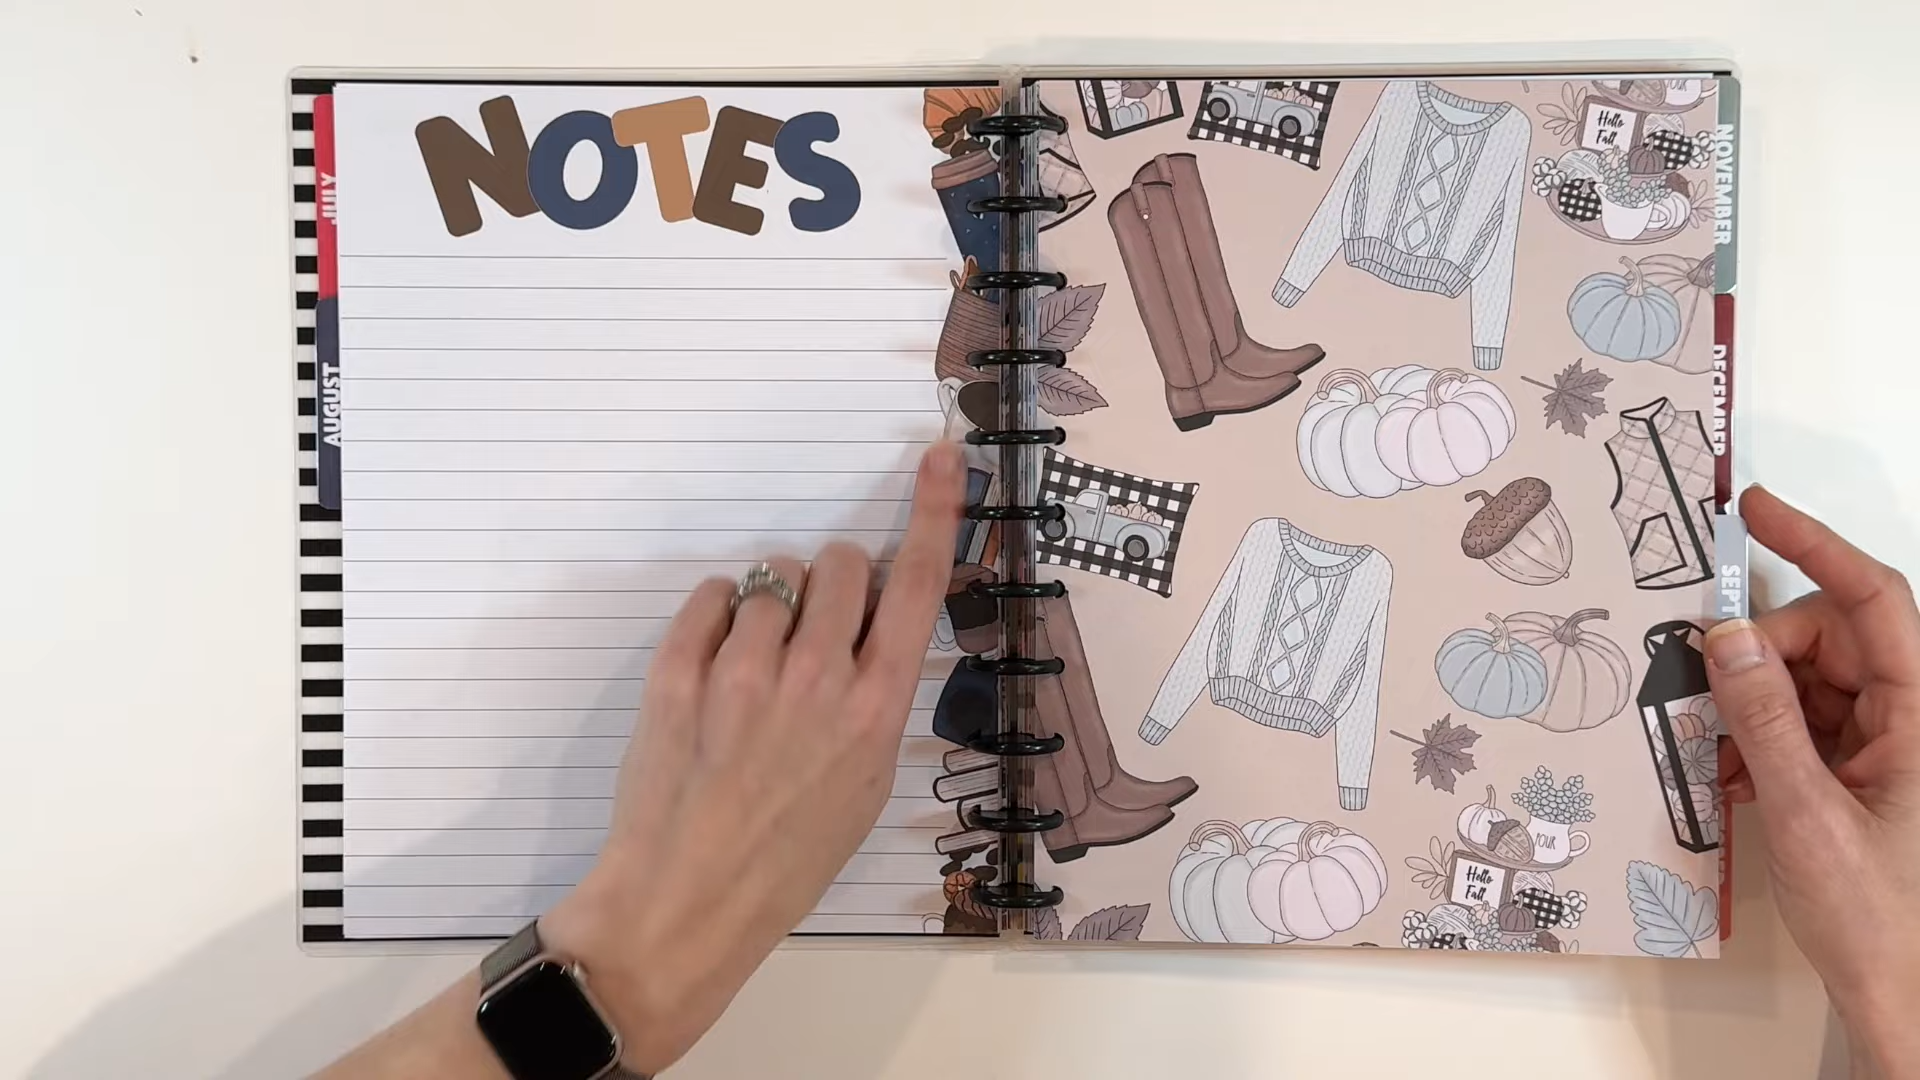 NOTES
JULY
AUGUST
Hello
Fall
NOVEMBER
DECEMBER
SEPT
Hello
Fall